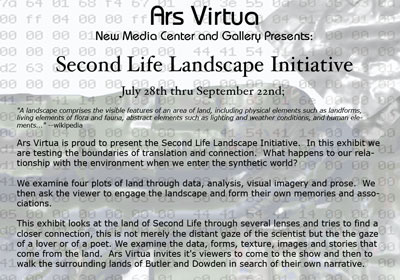 Ars Virtua
New Media Center and Gallery Presents:
Second Life Landscape Initiative
July 28th thru September 22nd;
"A landscape comprises the visible features of an area of land, including physical elements such as landforms,
living elements of flora and fauna, abstract elements such as lighting and weather conditions, and human ele-
ments..." --wikipedia
Ars Virtua is proud to present the Second Life Landscape Initiative.  In this exhibit we
are testing the boundaries of translation and connection.  What happens to our rela-
tionship with the environment when we enter the synthetic world?
We examine four plots of land through data, analysis, visual imagery and prose.  We
then ask the viewer to engage the landscape and form their own memories and asso-
ciations.
This exhibit looks at the land of Second Life through several lenses and tries to find a
closer connection, this is not merely the distant gaze of the scientist but the the gaze
of a lover or of a poet. We examine the data, forms, texture, images and stories that
come from the land.  Ars Virtua invites it's viewers to come to the show and then to
walk the surrounding lands of Butler and Dowden in search of their own narrative.